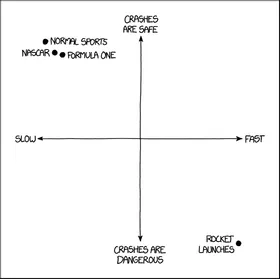 CRASHES
ARE SAFE
NORMAL SPORTS
NASCAR
FORMULA ONE
SLOW
FAST
ROCKET
LAUNCHES
CRASHES ARE
DANGEROUS